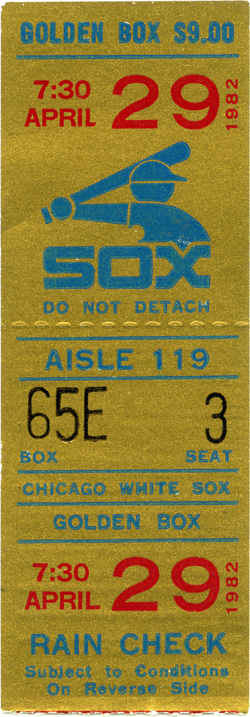 GOLDEN BOX $9.00
7:30
APRIL 29 1982
SOX
DO NOT DETACH
AISLE 119
65E 3
BOX SEAT
CHICAGO WHITE SOX
GOLDEN BOX
7:30
APRIL 29 1982
RAIN CHECK
Subject to Conditions
On Reverse Side